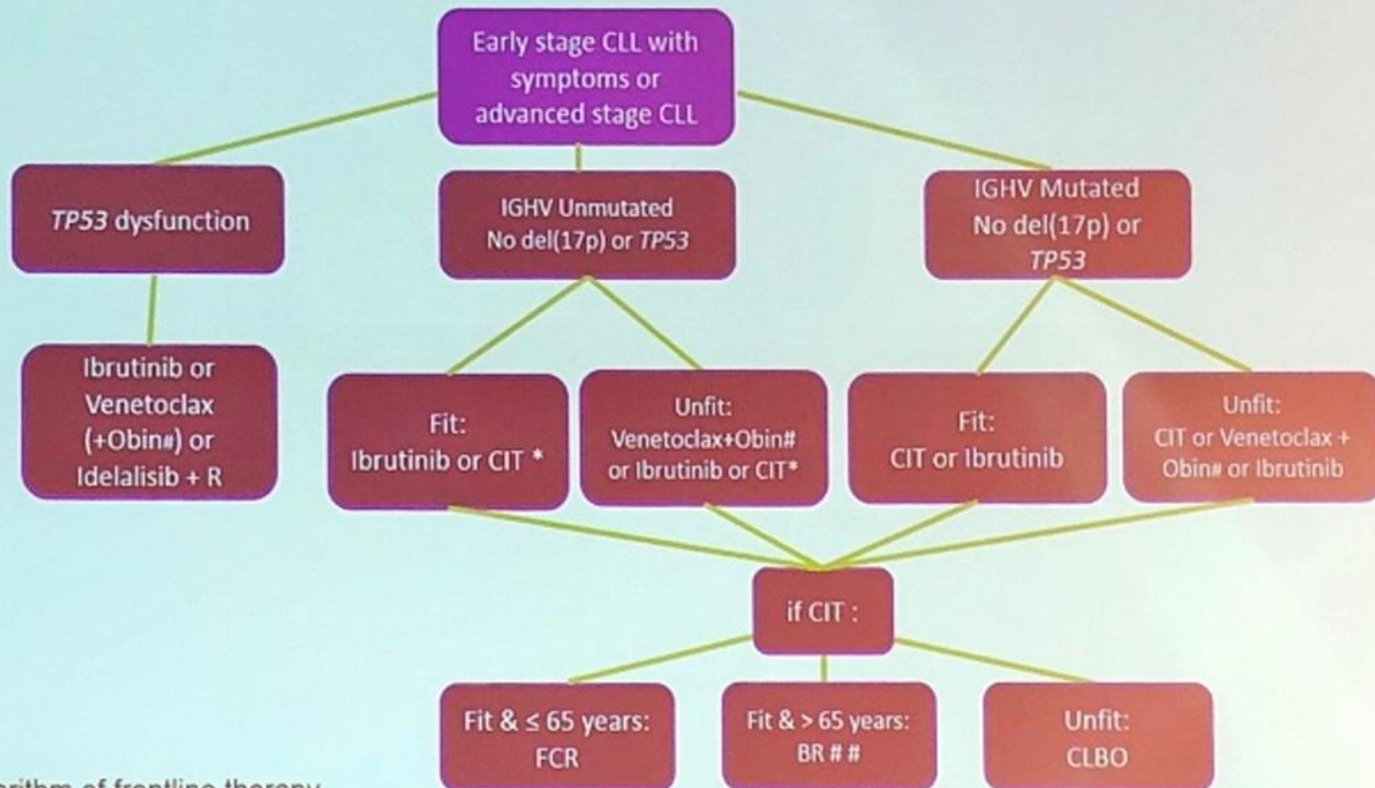 Early stage CLL with
symptoms or
advanced stage CLL
TP53 dysfunction
IGHV Unmutated
No del(17p) or TP53
IGHV Mutated
No del(17p) or
TP53
Ibrutinib or
Venetoclax
(+Obin#) or
Idelalisib + R
Fit:
Ibrutinib or CIT *
Unfit:
Venetoclax+Obin#
or Ibrutinib or CIT*
Fit:
CIT or Ibrutinib
Unfit:
CIT or Venetoclax +
Obin# or Ibrutinib
if CIT :
Fit & ≤ 65 years:
FCR
Fit & > 65 years:
BR # #
Unfit:
CLBO
of frontline therapy